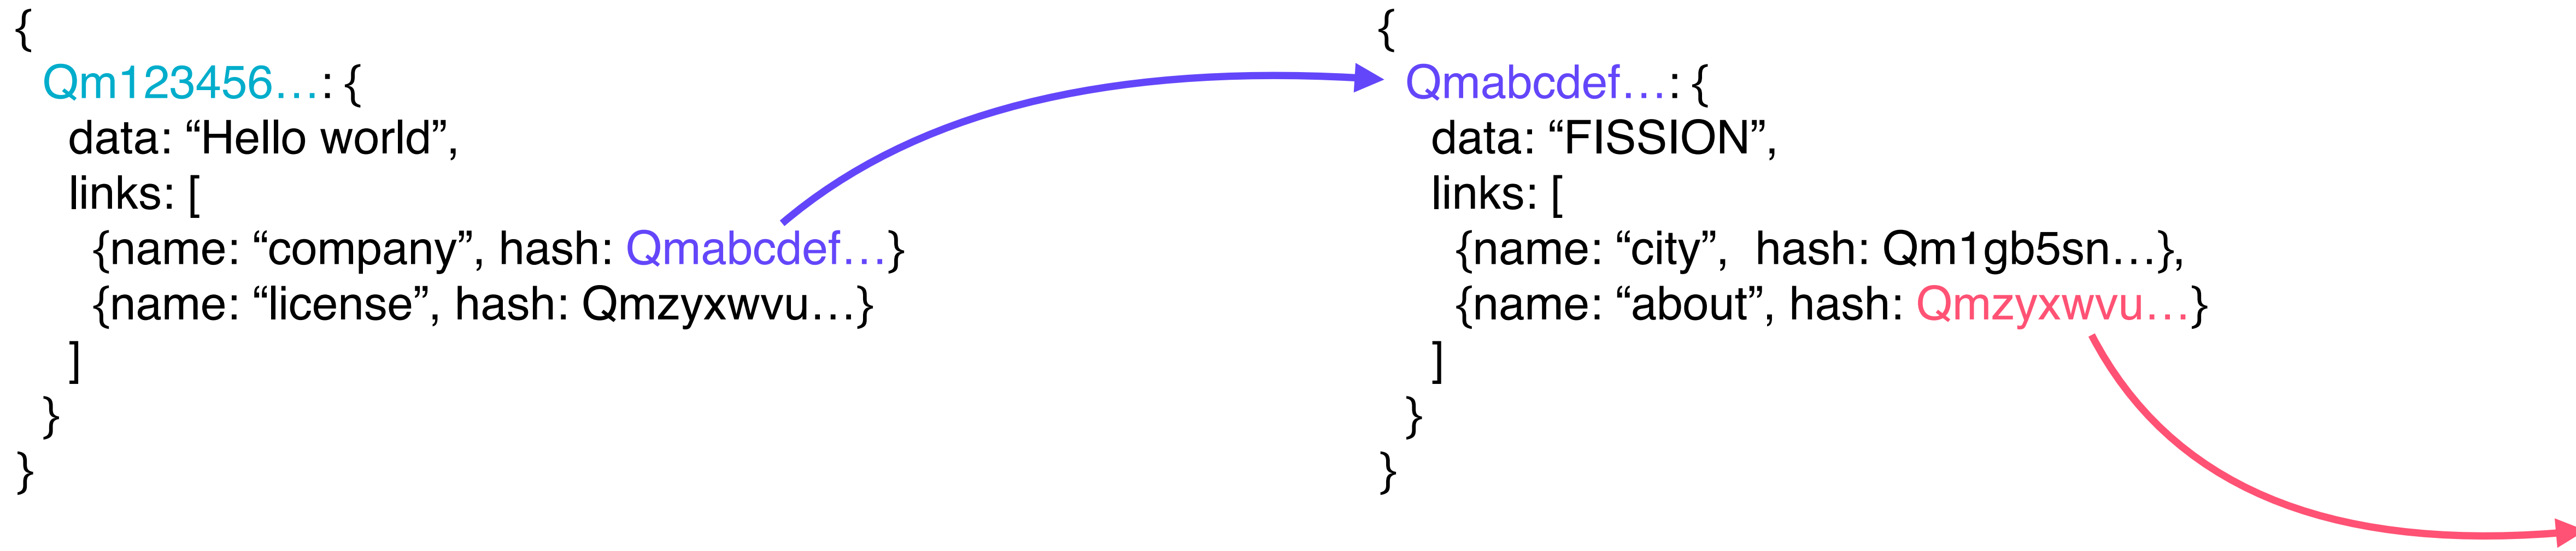 {
Qm123456…: {
data: “Hello world”,
links: [
{name: “company”, hash: Qmabcdef…}
{name: “license”, hash: Qmzyxwvu…}
]
}
}
{
Qmabcdef…: {
data: “FISSION”,
links: [
{name: “city”,  hash: Qm1gb5sn…},
{name: “about”, hash: Qmzyxwvu…}
]
}
}